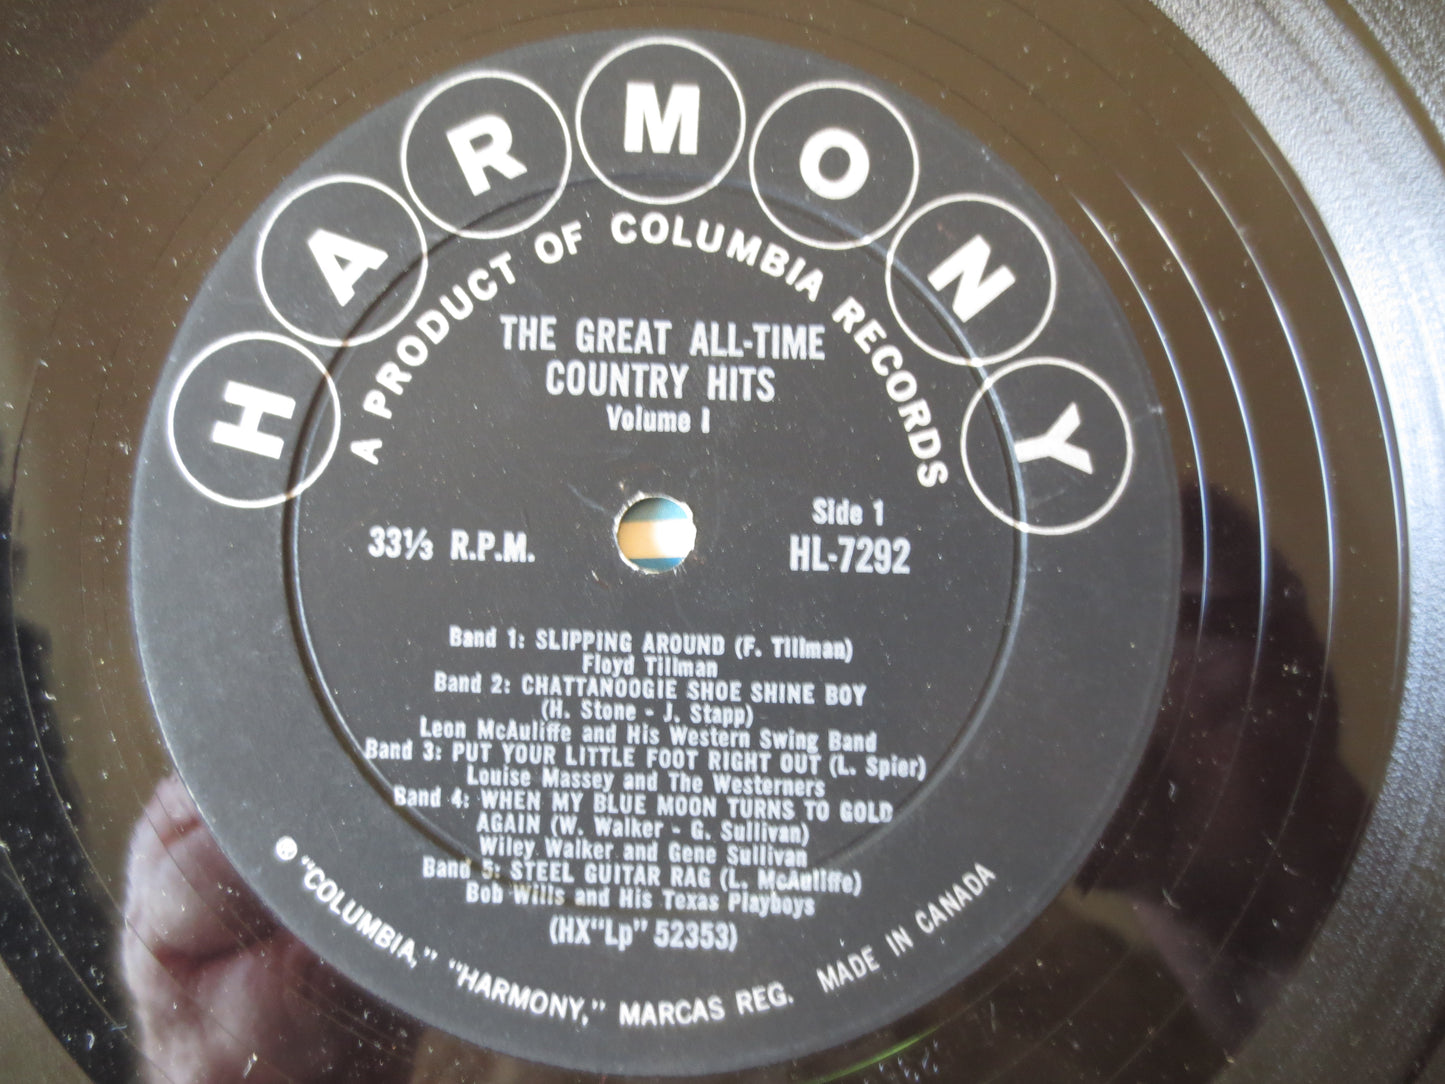 HARMONY
A PRODUCT OF COLUMBIA RECORDS
THE GREAT ALL-TIME
COUNTRY HITS
Volume I
33⅓ R.P.M.
Side 1
HL-7292
Band 1: SLIPPING AROUND (F. Tillman)
Floyd Tillman
Band 2: CHATTANOOGIE SHOE SHINE BOY
(H. Stone - J. Stapp)
Leon McAuliffe and His Western Swing Band
Band 3: PUT YOUR LITTLE FOOT RIGHT OUT (L. Spier)
Louise Massey and The Westerners
Band 4: WHEN MY BLUE MOON TURNS TO GOLD
AGAIN (W. Walker - G. Sullivan)
Wiley Walker and Gene Sullivan
Band 5: STEEL GUITAR RAG (L. McAuliffe)
Bob Wills and His Texas Playboys
(HX"Lp" 52353)
"COLUMBIA," "HARMONY," MARCAS REG. MADE IN CANADA